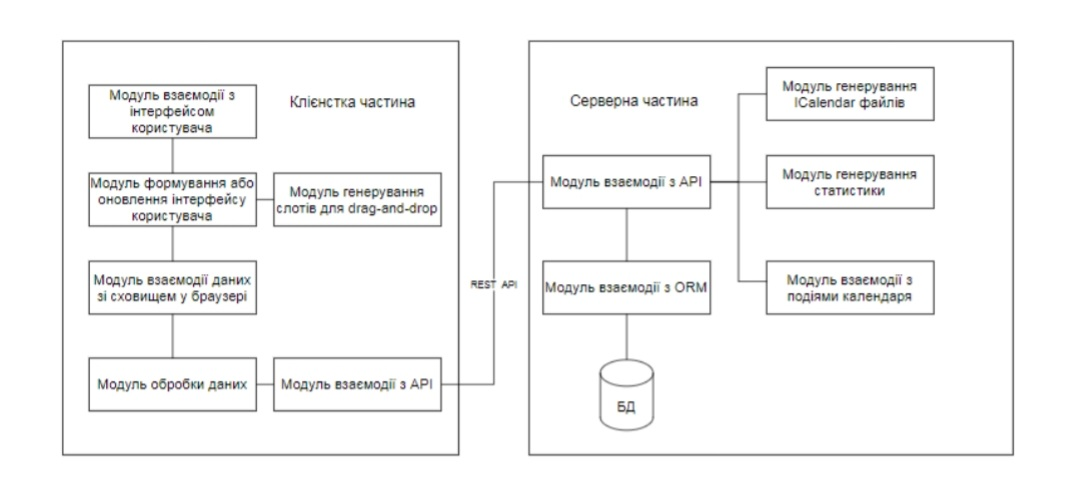 Клієнстка частина
Модуль взаємодії з
інтерфейсом
користувача
Модуль формування або
оновлення інтерфейсу
користувача
Модуль генерування
слотів для drag-and-drop
Модуль взаємодії даних
зі сховищем у браузері
Модуль обробки даних
Модуль взаємодії з API
REST API
Серверна частина
Модуль генерування
ICalendar файлів
Модуль взаємодії з API
Модуль генерування
статистики
Модуль взаємодії з ORM
Модуль взаємодії з
подіями календаря
БД